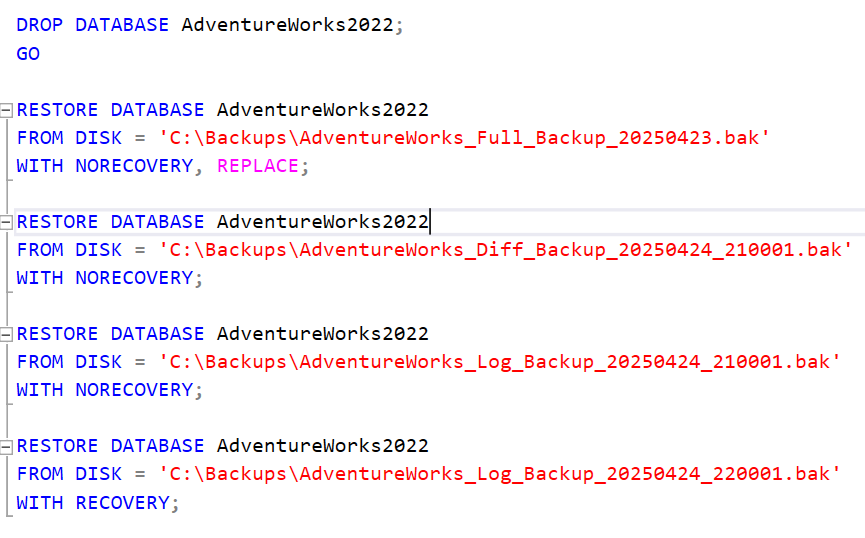 DROP DATABASE AdventureWorks2022;
GO
RESTORE DATABASE AdventureWorks2022
FROM DISK = 'C:\Backups\AdventureWorks_Full_Backup_20250423.bak'
WITH NORECOVERY, REPLACE;
RESTORE DATABASE AdventureWorks2022
FROM DISK = 'C:\Backups\AdventureWorks_Diff_Backup_20250424_210001.bak'
WITH NORECOVERY;
RESTORE DATABASE AdventureWorks2022
FROM DISK = 'C:\Backups\AdventureWorks_Log_Backup_20250424_210001.bak'
WITH NORECOVERY;
RESTORE DATABASE AdventureWorks2022
FROM DISK = 'C:\Backups\AdventureWorks_Log_Backup_20250424_220001.bak'
WITH RECOVERY;